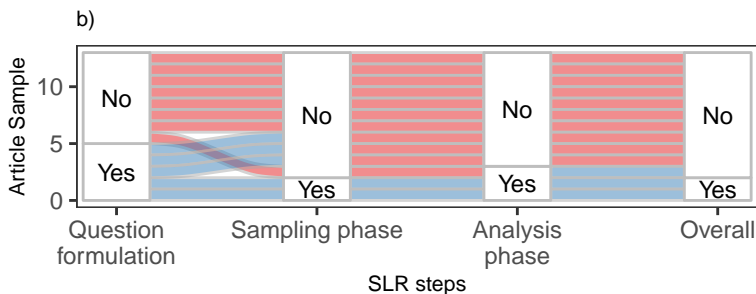 b)
Article Sample
10
5
0
No
Yes
No
Yes
No
Yes
No
Yes
Question
formulation
Sampling phase
Analysis
phase
Overall
SLR steps